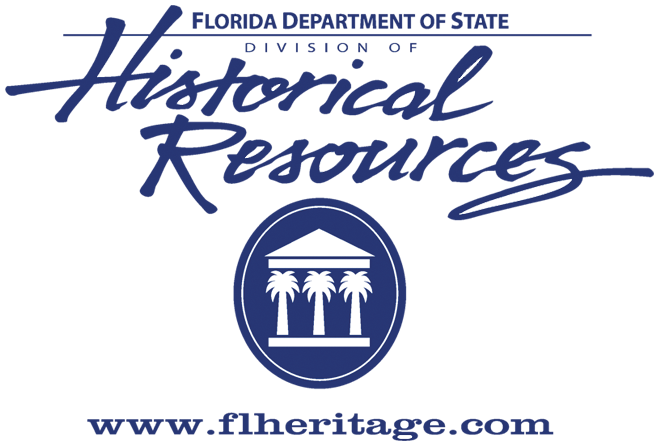 FLORIDA DEPARTMENT OF STATE
DIVISION OF
Historical
Resources
www.flheritage.com